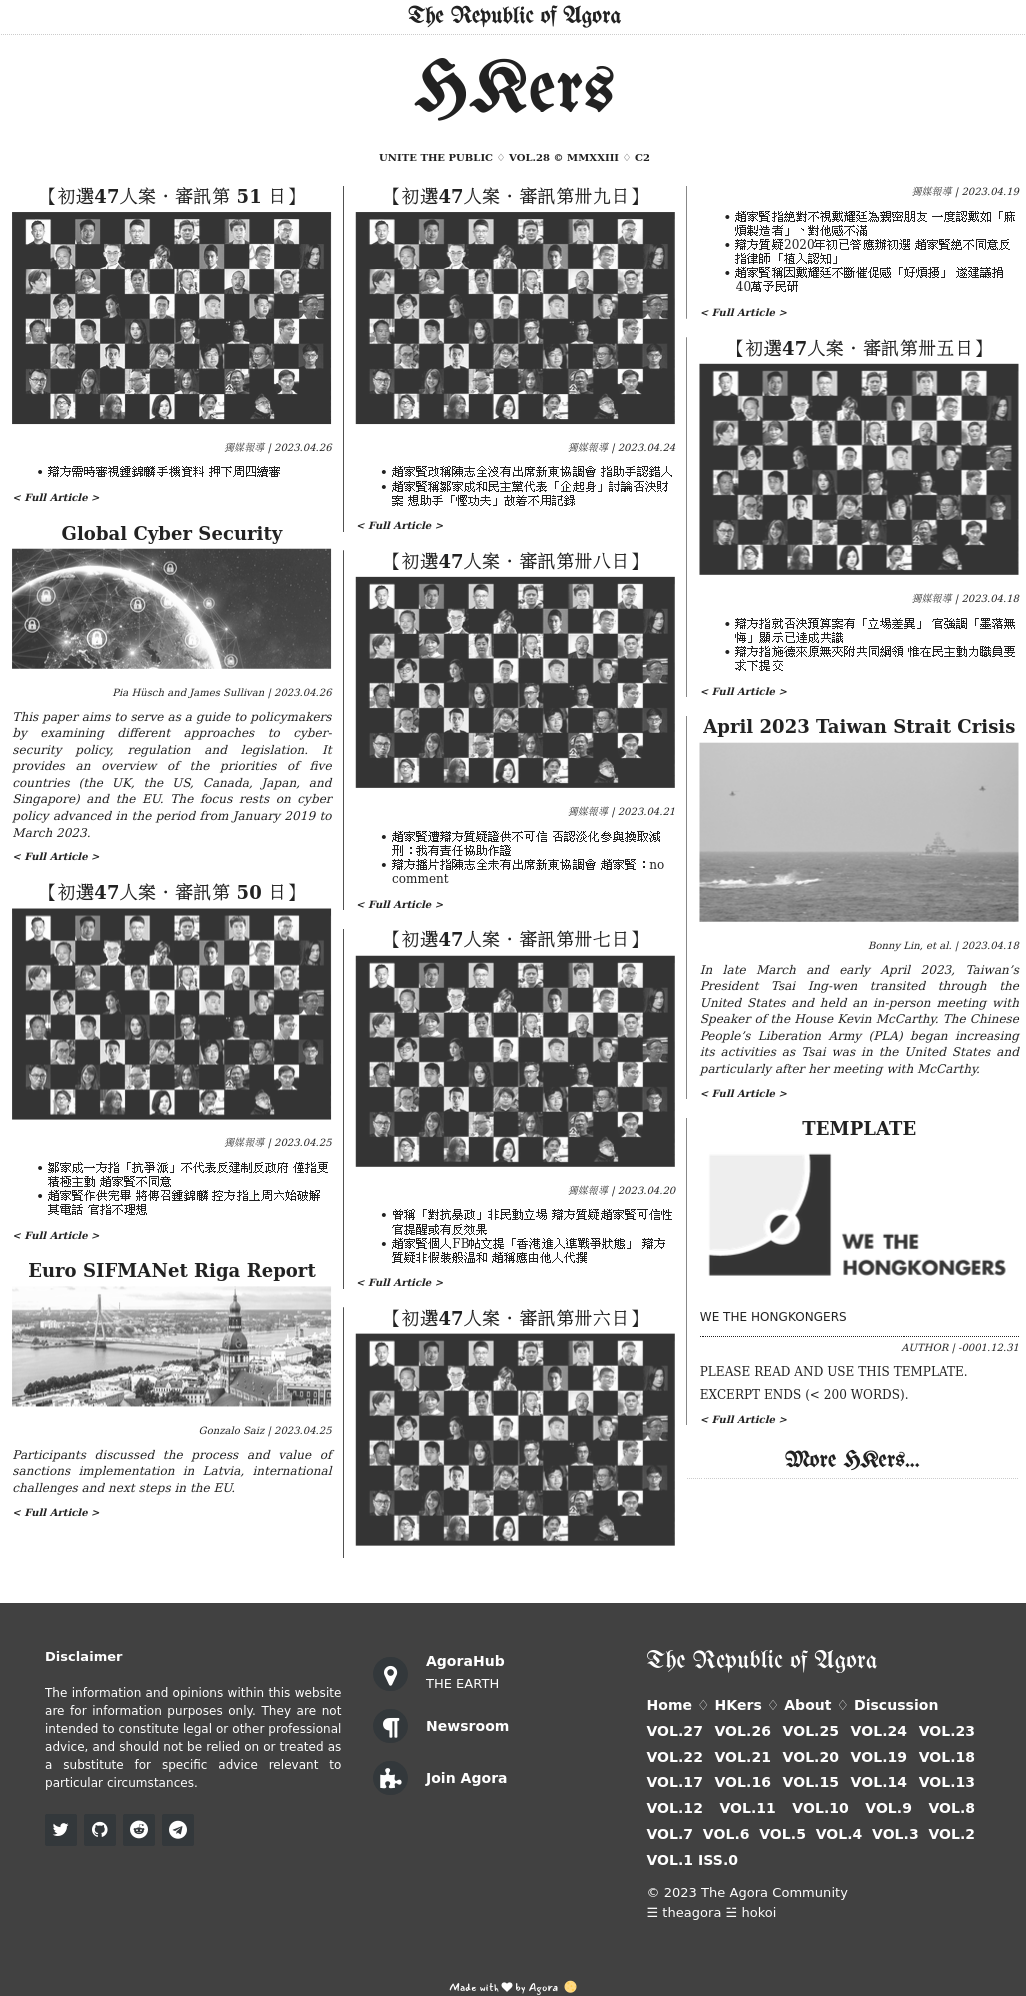 The Republic of Agora
HKers
UNITE THE PUBLIC ♢ VOL.28 © MMXXIII ♢ C2
【初選47人案・審訊第 51 日】
獨媒報導 | 2023.04.26
• 辯方需時審視鍾錦麟手機資料 押下周四續審
< Full Article >
Global Cyber Security
Pia Hüsch and James Sullivan | 2023.04.26
This paper aims to serve as a guide to policymakers
by examining different approaches to cyber-
security policy, regulation and legislation. It
provides an overview of the priorities of five
countries (the UK, the US, Canada, Japan, and
Singapore) and the EU. The focus rests on cyber
policy advanced in the period from January 2019 to
March 2023.
< Full Article >
【初選47人案・審訊第 50 日】
獨媒報導 | 2023.04.25
• 鄒家成一方指「抗爭派」不代表反建制反政府 僅指更
積極主動 趙家賢不同意
• 趙家賢作供完畢 將傳召鍾錦麟 控方指上周六始破解
其電話 官指不理想
< Full Article >
Euro SIFMANet Riga Report
Gonzalo Saiz | 2023.04.25
Participants discussed the process and value of
sanctions implementation in Latvia, international
challenges and next steps in the EU.
< Full Article >
【初選47人案・審訊第卌九日】
獨媒報導 | 2023.04.24
• 趙家賢改稱陳志全沒有出席新東協調會 指助手認錯人
• 趙家賢稱鄒家成和民主黨代表「企起身」討論否決財
案 想助手「慳功夫」故着不用記錄
< Full Article >
【初選47人案・審訊第卌八日】
獨媒報導 | 2023.04.21
• 趙家賢遭辯方質疑證供不可信 否認淡化參與換取減
刑：我有責任協助作證
• 辯方播片指陳志全未有出席新東協調會 趙家賢：no
comment
< Full Article >
【初選47人案・審訊第卌七日】
獨媒報導 | 2023.04.20
• 曾稱「對抗暴政」非民動立場 辯方質疑趙家賢可信性
官提醒或有反效果
• 趙家賢個人FB帖文提「香港進入進戰爭狀態」 辯方
質疑非假裝般溫和 趙稱應由他人代撰
< Full Article >
【初選47人案・審訊第卌六日】
獨媒報導 | 2023.04.19
• 趙家賢指絕對不視戴耀廷為親密朋友 一度認戴如「麻
煩製造者」、對他感不滿
• 辯方質疑2020年初已答應辦初選 趙家賢絕不同意反
指律師「植入認知」
• 趙家賢稱因戴耀廷不斷催促感「好煩擾」 遂建議捐
40萬予民研
< Full Article >
【初選47人案・審訊第卌五日】
獨媒報導 | 2023.04.18
• 辯方指就否決預算案有「立場差異」 官強調「墨落無
悔」顯示已達成共識
• 辯方指施德來原無夾附共同綱領 惟在民主動力職員要
求下提交
< Full Article >
April 2023 Taiwan Strait Crisis
Bonny Lin, et al. | 2023.04.18
In late March and early April 2023, Taiwan’s
President Tsai Ing-wen transited through the
United States and held an in-person meeting with
Speaker of the House Kevin McCarthy. The Chinese
People’s Liberation Army (PLA) began increasing
its activities as Tsai was in the United States and
particularly after her meeting with McCarthy.
< Full Article >
TEMPLATE
WE THE
HONGKONGERS
WE THE HONGKONGERS
AUTHOR | -0001.12.31
PLEASE READ AND USE THIS TEMPLATE.
EXCERPT ENDS (< 200 WORDS).
< Full Article >
More HKers...
Disclaimer
The information and opinions within this website
are for information purposes only. They are not
intended to constitute legal or other professional
advice, and should not be relied on or treated as
a substitute for specific advice relevant to
particular circumstances.
AgoraHub
THE EARTH
Newsroom
Join Agora
The Republic of Agora
Home ♢ HKers ♢ About ♢ Discussion
VOL.27 VOL.26 VOL.25 VOL.24 VOL.23
VOL.22 VOL.21 VOL.20 VOL.19 VOL.18
VOL.17 VOL.16 VOL.15 VOL.14 VOL.13
VOL.12 VOL.11 VOL.10 VOL.9 VOL.8
VOL.7 VOL.6 VOL.5 VOL.4 VOL.3 VOL.2
VOL.1 ISS.0
© 2023 The Agora Community
☰ theagora ☱ hokoi
Made with ♥ by Agora